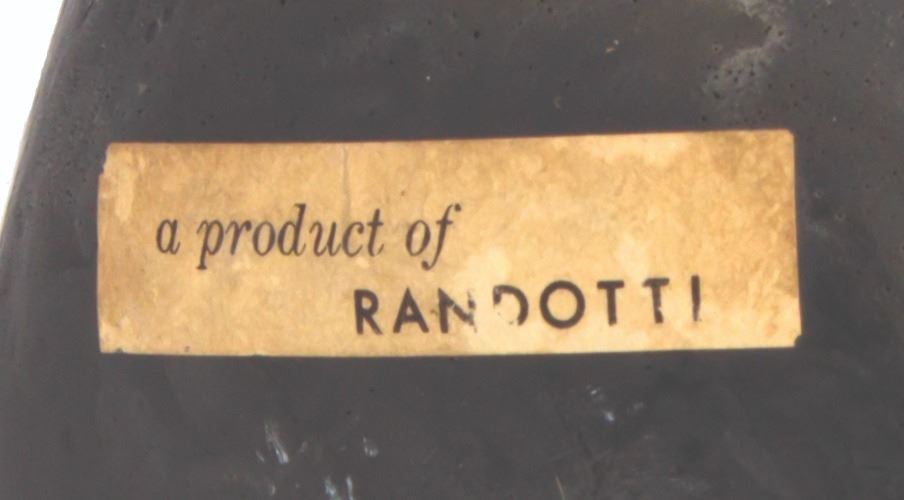 a product of
RANDOTTI